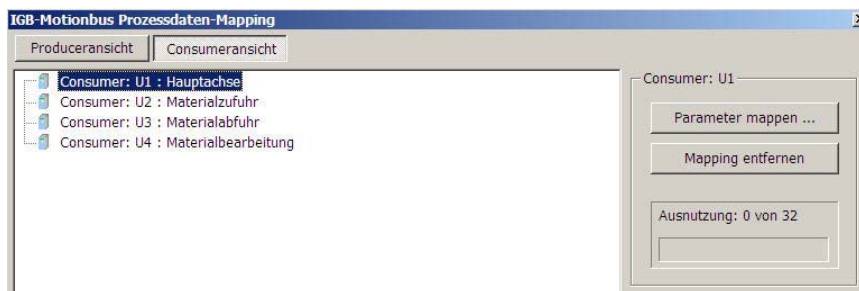 IGB-Motionbus Prozessdaten-Mapping
Produceransicht Consumeransicht
Consumer: U1 : Hauptachse
Consumer: U2 : Materialzufuhr
Consumer: U3 : Materialabfuhr
Consumer: U4 : Materialbearbeitung
Consumer: U1
Parameter mappen ...
Mapping entfernen
Ausnutzung: 0 von 32